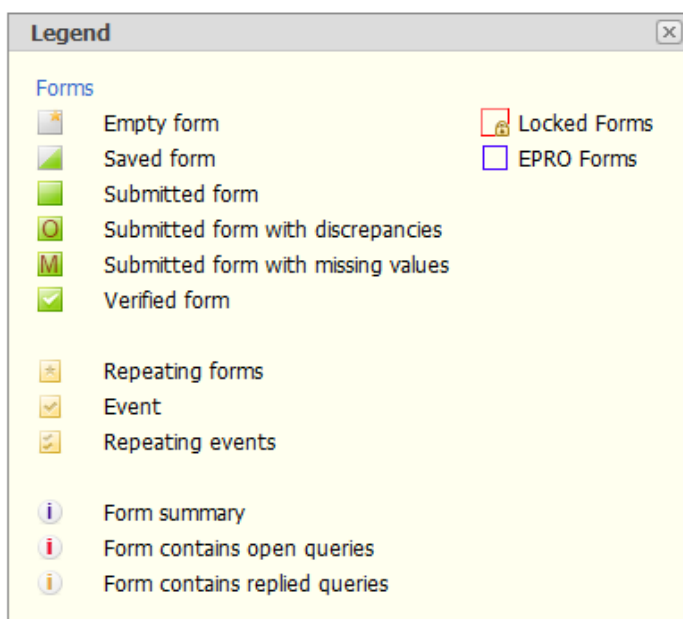 Legend
Forms
Empty form
Locked Forms
Saved form
EPRO Forms
Submitted form
O Submitted form with discrepancies
M Submitted form with missing values
Verified form
Repeating forms
Event
Repeating events
i Form summary
i Form contains open queries
i Form contains replied queries